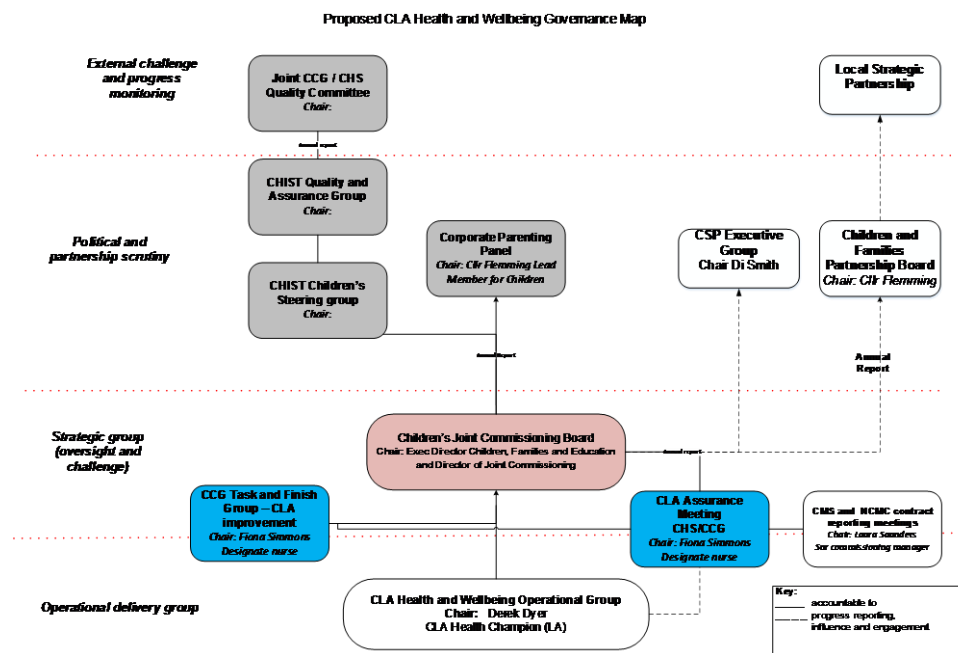 Proposed CLA Health and Wellbeing Governance Map
External challenge
and progress
monitoring
Joint CCG / CHS
Quality Committee
Chair:
Local Strategic
Partnership
Annual report
CHIST Quality and
Assurance Group
Chair:
Political and
partnership scrutiny
Corporate Parenting
Panel
Chair: Cllr Flemming Lead
Member for Children
CSP Executive
Group
Chair Di Smith
Children and
Families
Partnership Board
Chair: Cllr Flemming
CHIST Children's
Steering group
Chair:
Annual Report
Annual
Report
Strategic group
(oversight and
challenge)
Children's Joint Commissioning Board
Chair: Exec Director Children, Families and Education
and Director of Joint Commissioning
Annual report
CCG Task and Finish
Group – CLA
improvement
Chair: Fiona Simmons
Designate nurse
CLA Assurance
Meeting
CHS/CCG
Chair: Fiona Simmons
Designate nurse
CMS and NCMC contract
reporting meetings
Chair: Laura Saunders
Snr commissioning manager
Operational delivery group
CLA Health and Wellbeing Operational Group
Chair: Derek Dyer
CLA Health Champion (LA)
Key:
accountable to
progress reporting,
influence and engagement